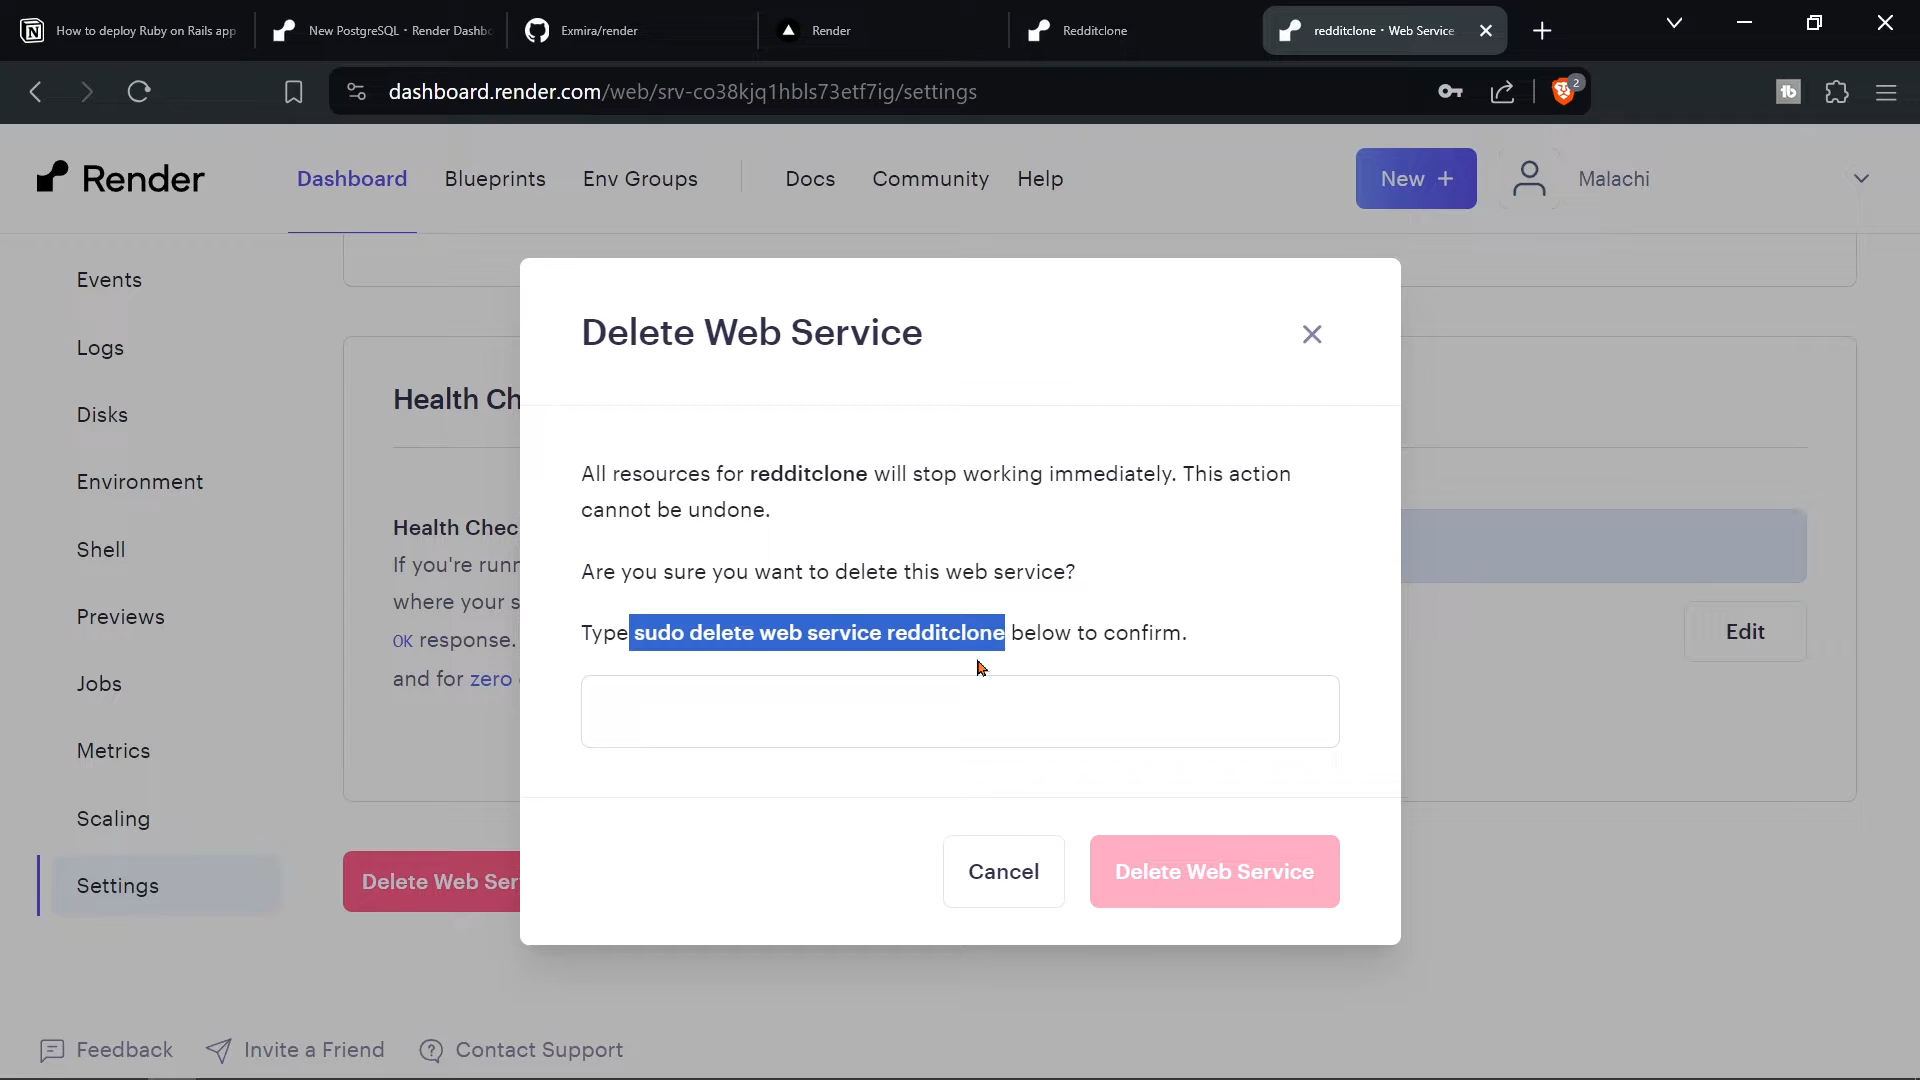 How to deploy Ruby on Rails app
New PostgreSQL · Render Dashb
Exmira/render
Render
Redditclone
redditclone · Web Service
dashboard.render.com/web/srv-co38kjq1hbls73etf7ig/settings
2
Render
Dashboard
Blueprints
Env Groups
Docs
Community
Help
New +
Malachi
Events
Logs
Disks
Environment
Shell
Previews
Jobs
Metrics
Scaling
Settings
Health Ch
Health Chec
If you're runn
where your s
OK response.
and for zero
Edit
Delete Web Ser
Delete Web Service
All resources for redditclone will stop working immediately. This action
cannot be undone.
Are you sure you want to delete this web service?
Type sudo delete web service redditclone below to confirm.
Cancel
Delete Web Service
Feedback
Invite a Friend
Contact Support